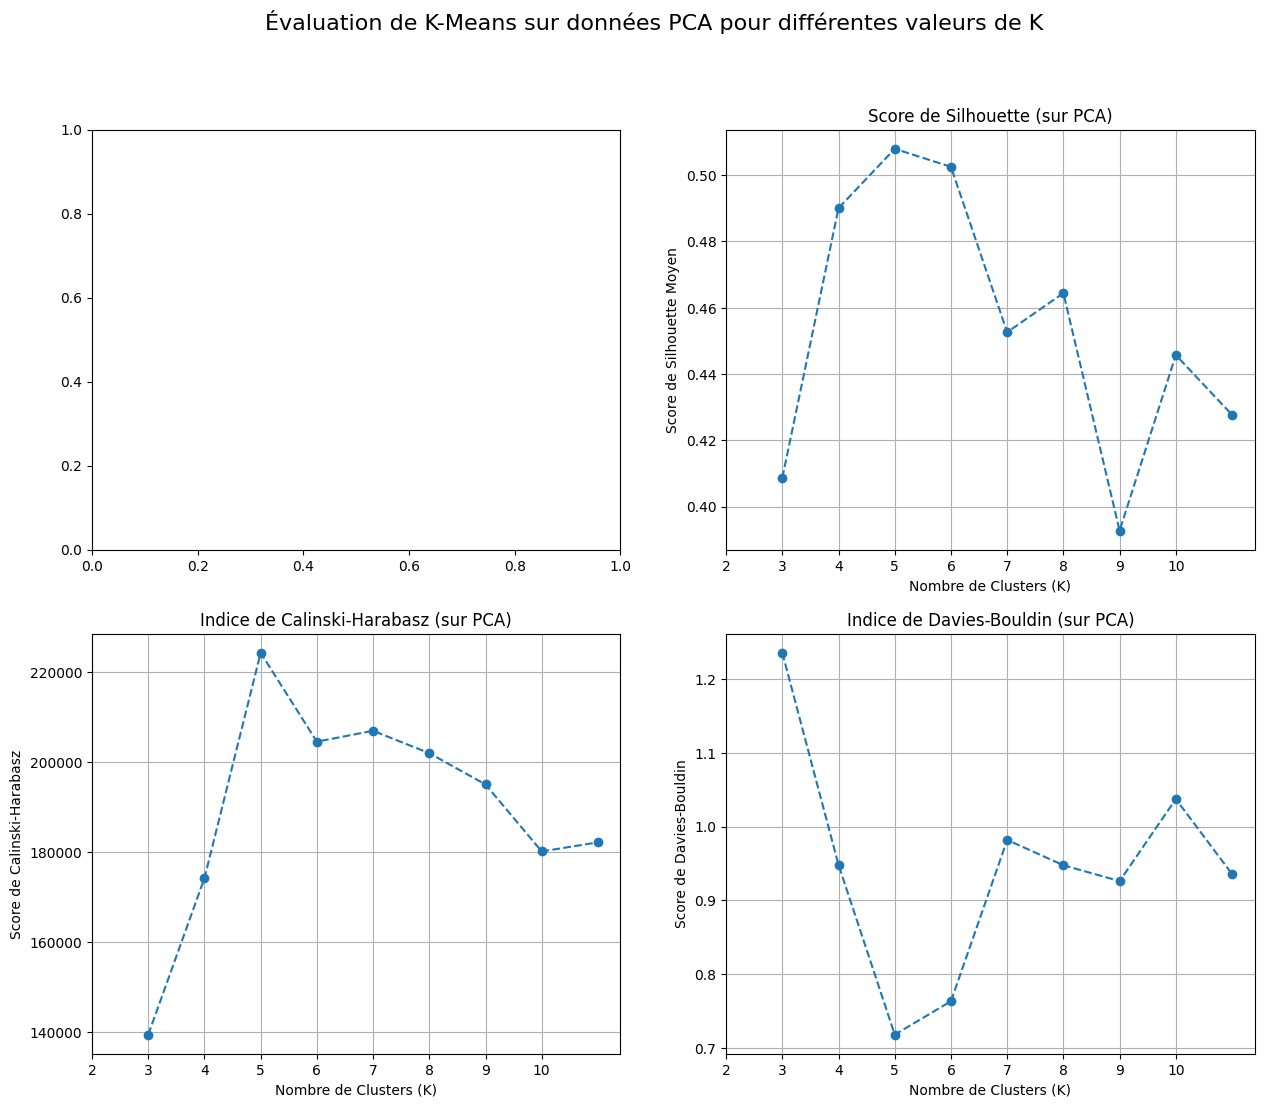 Évaluation de K-Means sur données PCA pour différentes valeurs de K
1.0
0.8
0.6
0.4
0.2
0.0
0.0 0.2 0.4 0.6 0.8 1.0
Score de Silhouette (sur PCA)
Score de Silhouette Moyen
0.50
0.48
0.46
0.44
0.42
0.40
2 3 4 5 6 7 8 9 10
Nombre de Clusters (K)
Indice de Calinski-Harabasz (sur PCA)
Score de Calinski-Harabasz
220000
200000
180000
160000
140000
2 3 4 5 6 7 8 9 10
Nombre de Clusters (K)
Indice de Davies-Bouldin (sur PCA)
Score de Davies-Bouldin
1.2
1.1
1.0
0.9
0.8
0.7
2 3 4 5 6 7 8 9 10
Nombre de Clusters (K)